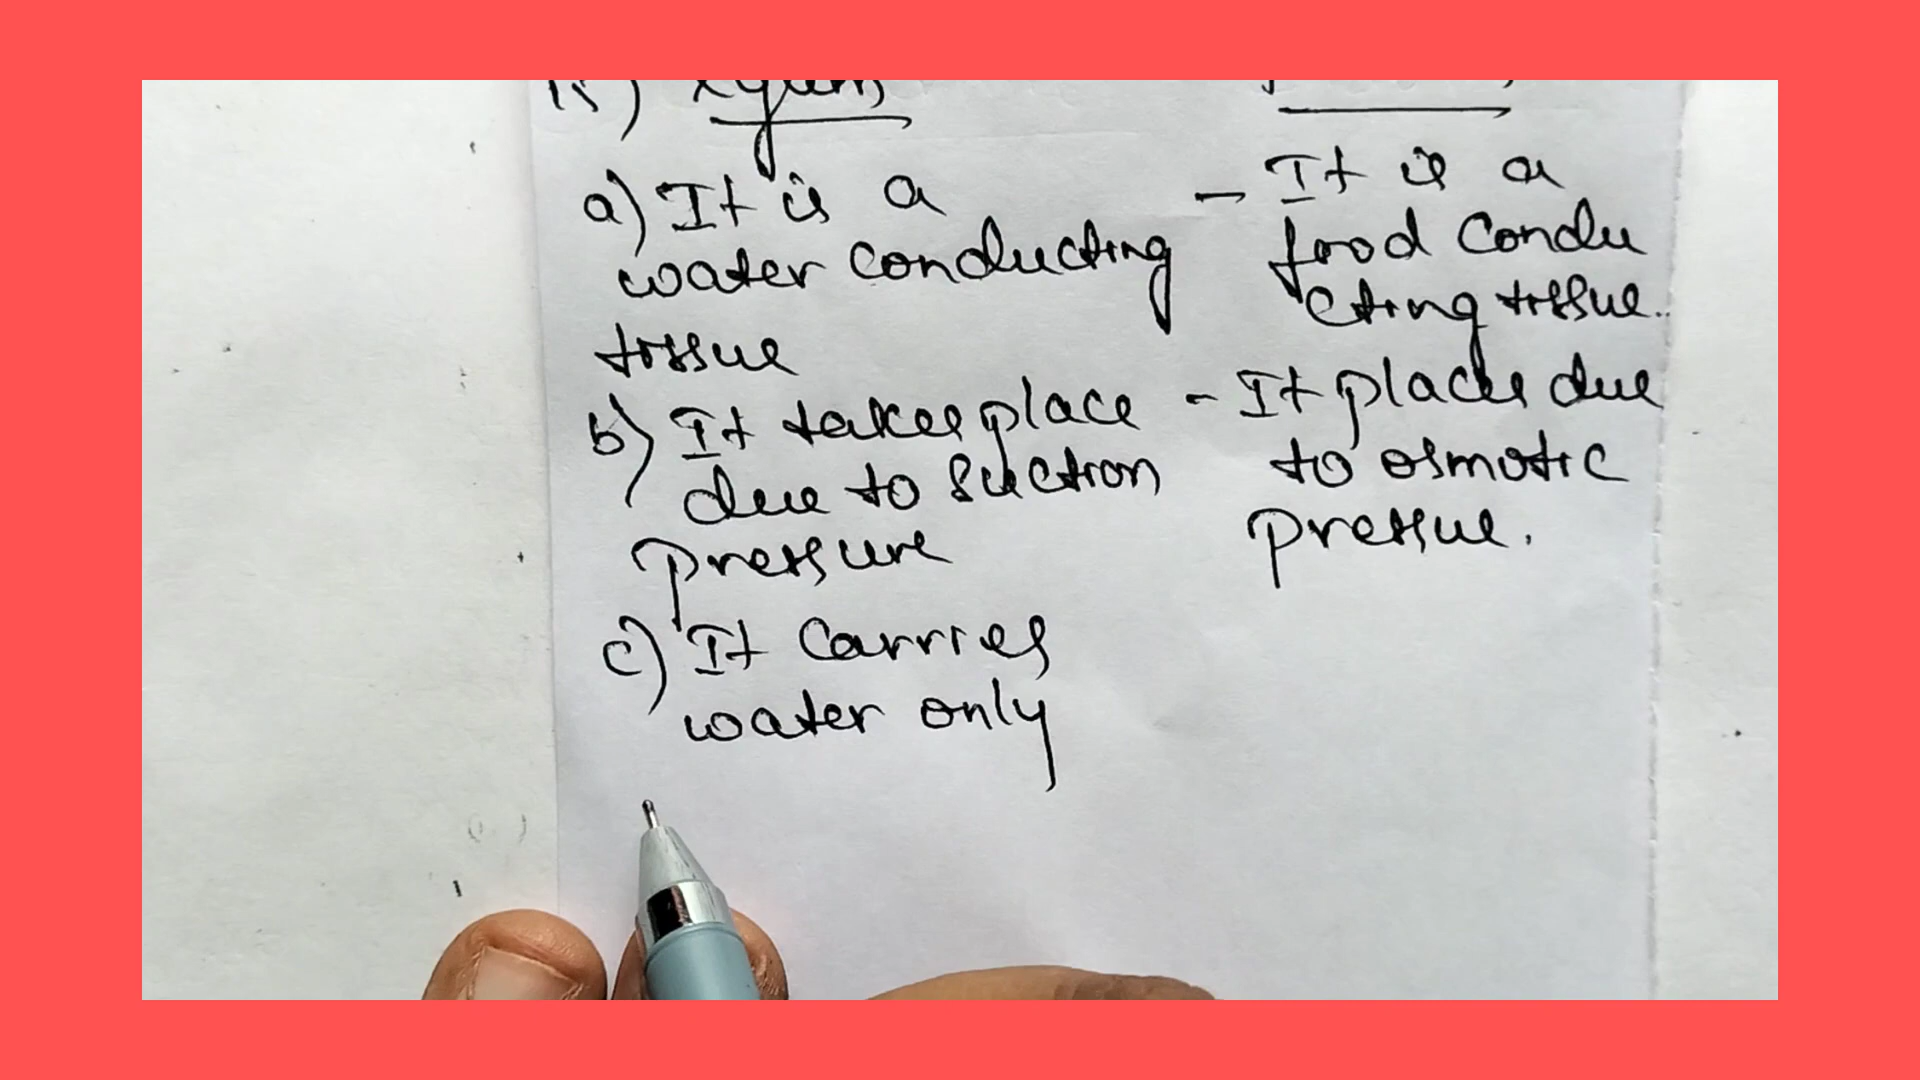 a) It is a
water conducting
tissue
b) It takes place
due to suction
pressure
c) It carries
water only
- It is a
food condu
cting tissue.
- It places due
to osmotic
pressue.